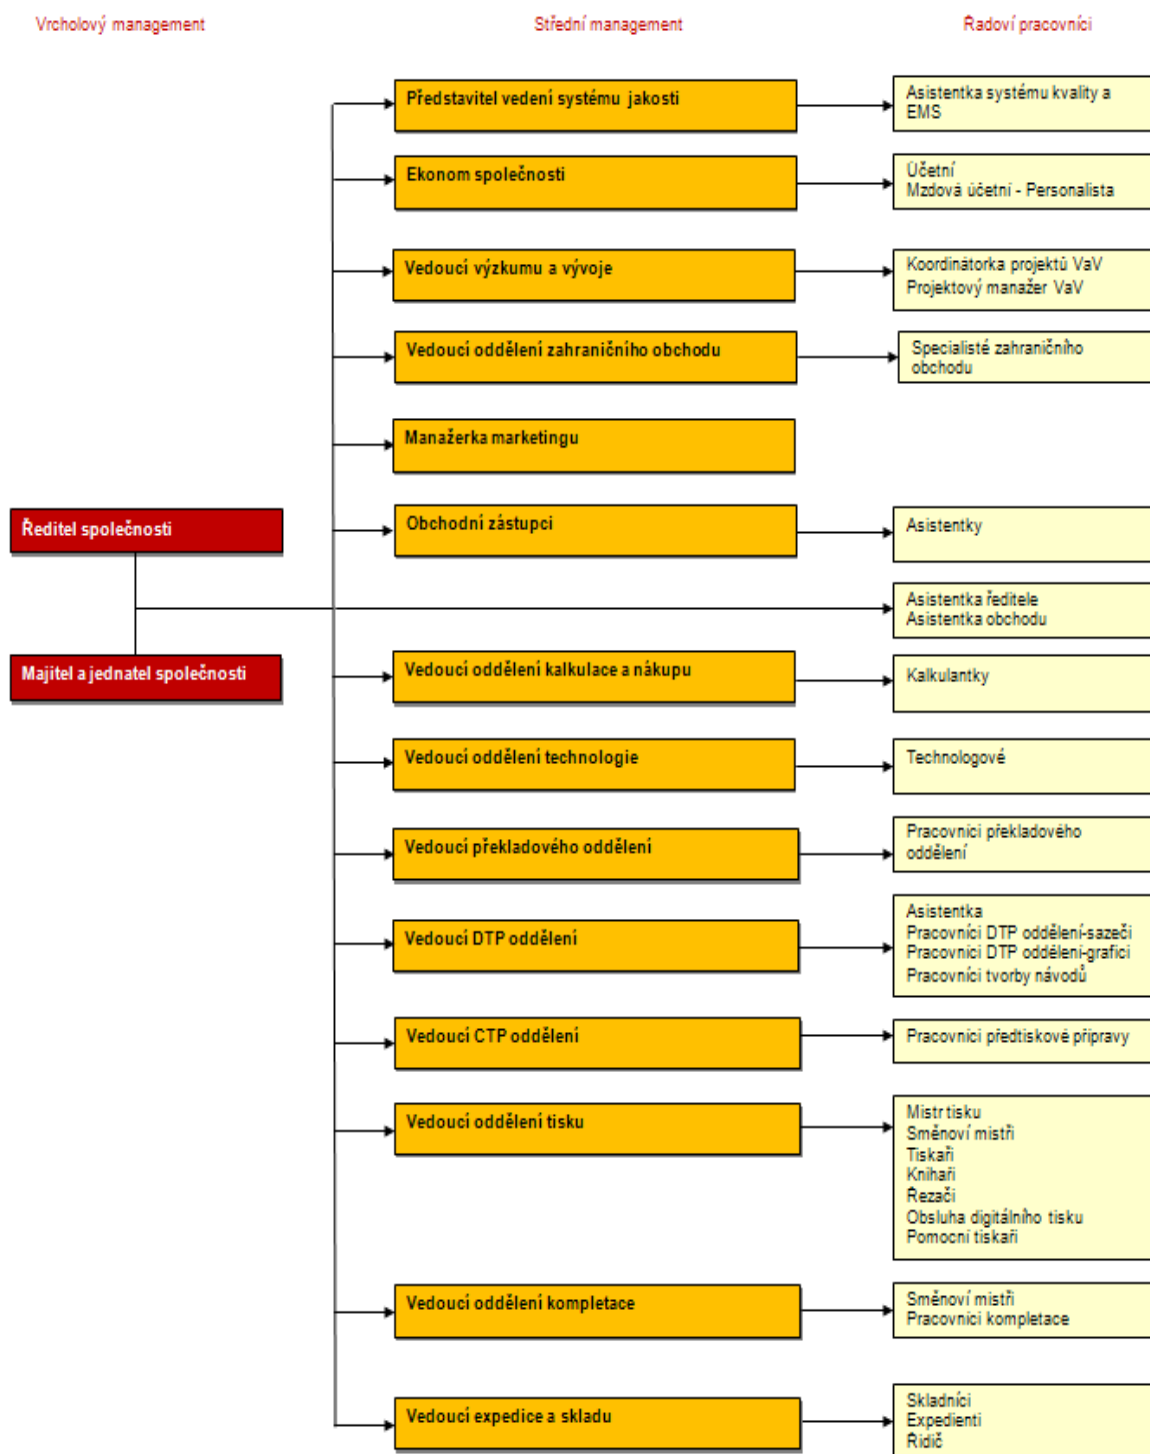 Vrcholový management
Střední management
Řadoví pracovníci
Představitel vedení systému jakosti
Asistentka systému kvality a
EMS
Ekonom společnosti
Účetní
Mzdová účetní - Personalista
Vedoucí výzkumu a vývoje
Koordinátorka projektů VaV
Projektový manažer VaV
Vedoucí oddělení zahraničního obchodu
Specialisté zahraničního
obchodu
Manažerka marketingu
Ředitel společnosti
Obchodní zástupci
Asistentky
Asistentka ředitele
Asistentka obchodu
Majitel a jednatel společnosti
Vedoucí oddělení kalkulace a nákupu
Kalkulantky
Vedoucí oddělení technologie
Technologové
Vedoucí překladového oddělení
Pracovníci překladového
oddělení
Vedoucí DTP oddělení
Asistentka
Pracovníci DTP oddělení-sazeči
Pracovníci DTP oddělení-grafici
Pracovníci tvorby návodů
Vedoucí CTP oddělení
Pracovníci předtiskové přípravy
Vedoucí oddělení tisku
Mistr tisku
Směnoví mistři
Tiskaři
Knihaři
Řezači
Obsluha digitálního tisku
Pomocní tiskaři
Vedoucí oddělení kompletace
Směnoví mistři
Pracovníci kompletace
Vedoucí expedice a skladu
Skladníci
Expedienti
Řidič